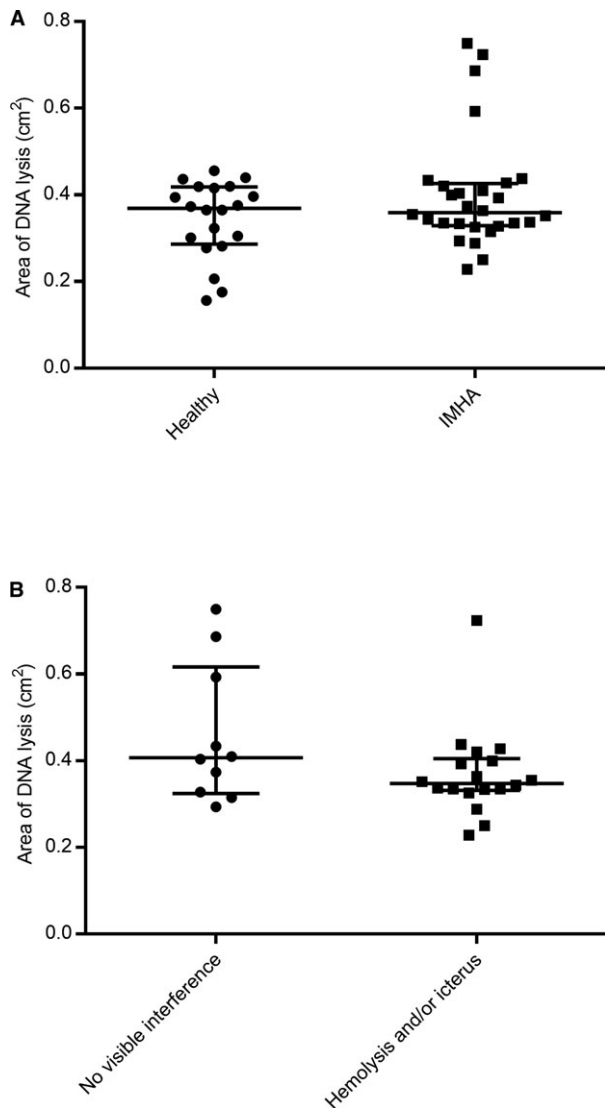 A
0.8
0.6
0.4
0.2
0.0
Area of DNA lysis (cm²)
Healthy
IMHA
B
0.8
0.6
0.4
0.2
0.0
Area of DNA lysis (cm²)
No visible interference
Hemolysis and/or icterus